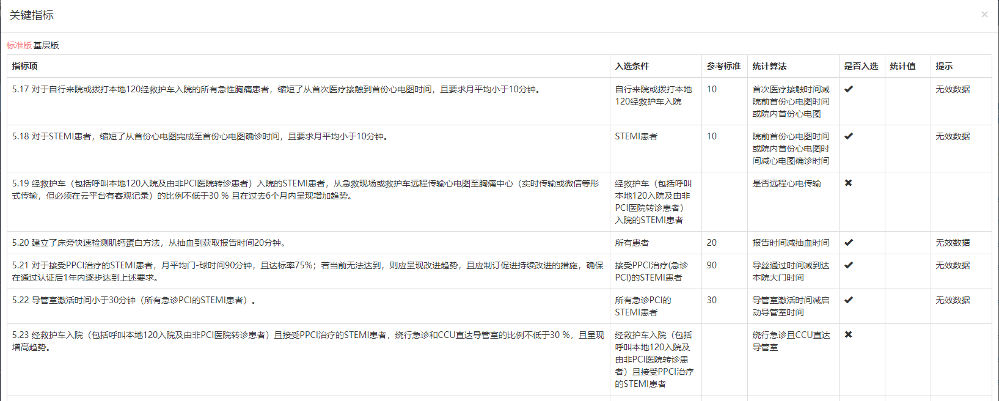 关键指标
×
标准版 基层版
指标项 入选条件 参考标准 统计算法 是否入选 统计值 提示
5.17 对于自行来院或拨打本地120经救护车入院的所有急性胸痛患者，缩短了从首次医疗接触到首份心电图时间，且要求月平均小于10分钟。
自行来院或拨打本地
120经救护车入院
10
首次医疗接触时间减
院前首份心电图时间
或院内首份心电图
✔
无效数据
5.18 对于STEMI患者，缩短了从首份心电图完成至首份心电图确诊时间，且要求月平均小于10分钟。
STEMI患者
10
院前首份心电图时间
或院内首份心电图时
间减心电图确诊时间
✔
无效数据
5.19 经救护车（包括呼叫本地120入院及由非PCI医院转诊患者）入院的STEMI患者，从急救现场或救护车远程传输心电图至胸痛中心（实时传输或微信等形
式传输，但必须在云平台有客观记录）的比例不低于30 % 且在过去6个月内呈现增加趋势。
经救护车（包括呼叫
本地120入院及由非
PCI医院转诊患者）
入院的STEMI患者
是否远程心电传输
✖
5.20 建立了床旁快速检测肌钙蛋白方法，从抽血到获取报告时间20分钟。
所有患者
20
报告时间减抽血时间
✔
无效数据
5.21 对于接受PPCI治疗的STEMI患者，月平均门-球时间90分钟，且达标率75%；若当前无法达到，则应呈现改进趋势，且应制订促进持续改进的措施，确保
在通过认证后1年内逐步达到上述要求。
接受PPCI治疗(急诊
PCI)的STEMI患者
90
导丝通过时间减到达
本院大门时间
✔
无效数据
5.22 导管室激活时间小于30分钟（所有急诊PCI的STEMI患者）。
所有急诊PCI的
STEMI患者
30
导管室激活时间减启
动导管室时间
✔
无效数据
5.23 经救护车入院（包括呼叫本地120入院及由非PCI医院转诊患者）且接受PPCI治疗的STEMI患者，绕行急诊和CCU直达导管室的比例不低于30 %，且呈现
增高趋势。
经救护车入院（包括
呼叫本地120入院及
由非PCI医院转诊患
者）且接受PPCI治疗
的STEMI患者
绕行急诊且CCU直达
导管室
✖